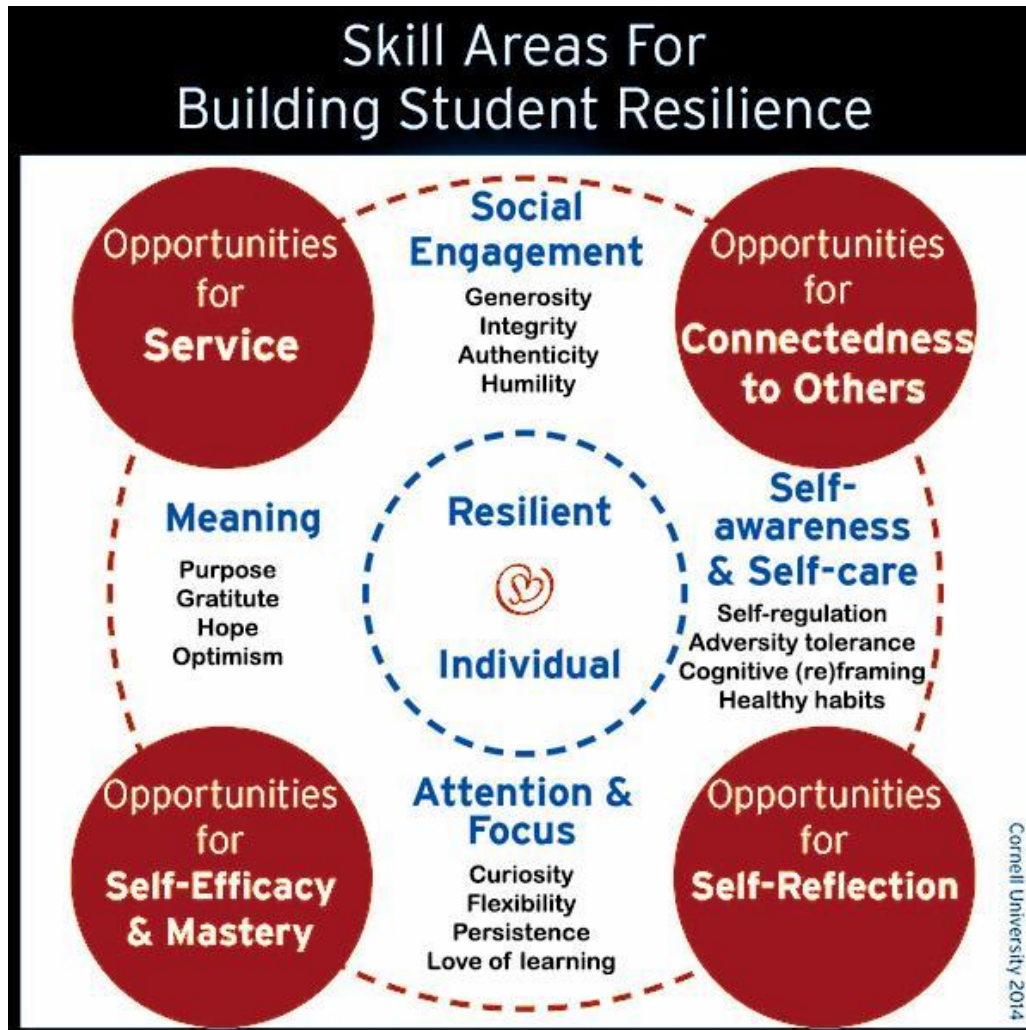 Skill Areas For
Building Student Resilience
Opportunities
for
Service
Social
Engagement
Generosity
Integrity
Authenticity
Humility
Opportunities
for
Connectedness
to Others
Meaning
Purpose
Gratitute
Hope
Optimism
Resilient
Individual
Self-
awareness
& Self-care
Self-regulation
Adversity tolerance
Cognitive (re)framing
Healthy habits
Opportunities
for
Self-Efficacy
& Mastery
Attention &
Focus
Curiosity
Flexibility
Persistence
Love of learning
Opportunities
for
Self-Reflection
Cornell University 2014